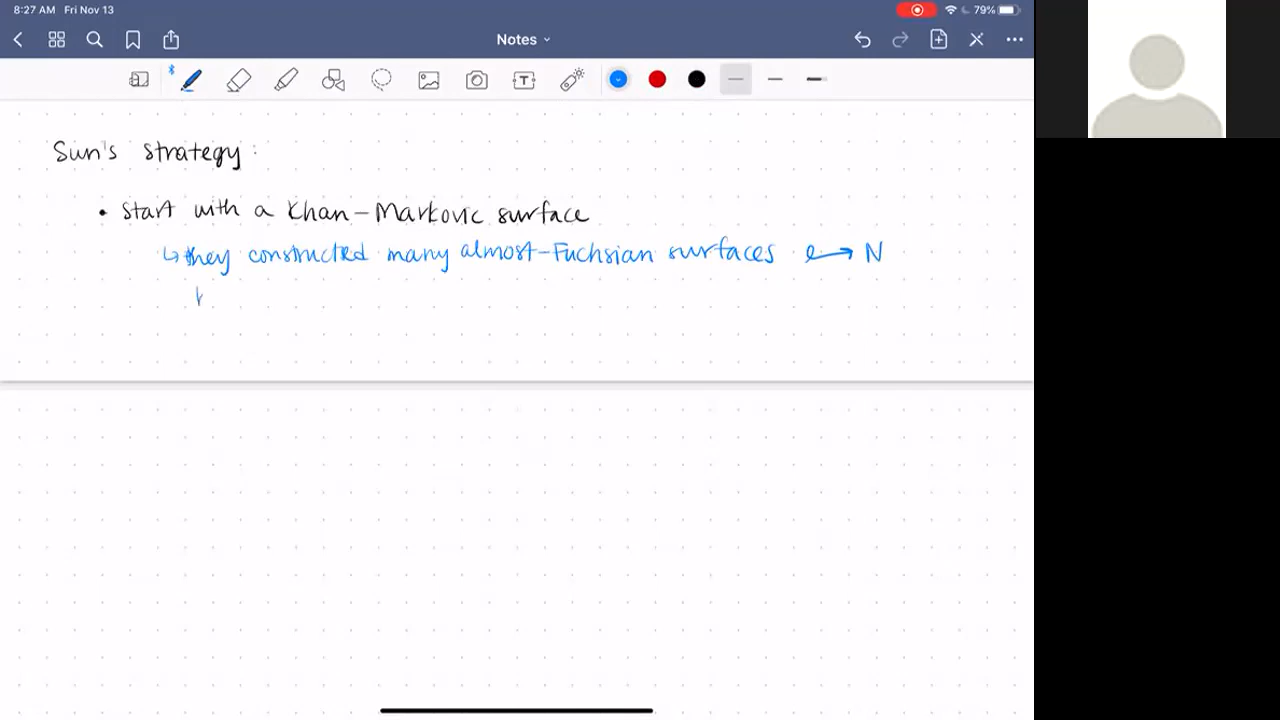 8:27 AM Fri Nov 13
79%
Notes
Sun's strategy:
• Start with a Khan-Markovic surface
↳ they constructed many almost-Fuchsian surfaces ↪ N